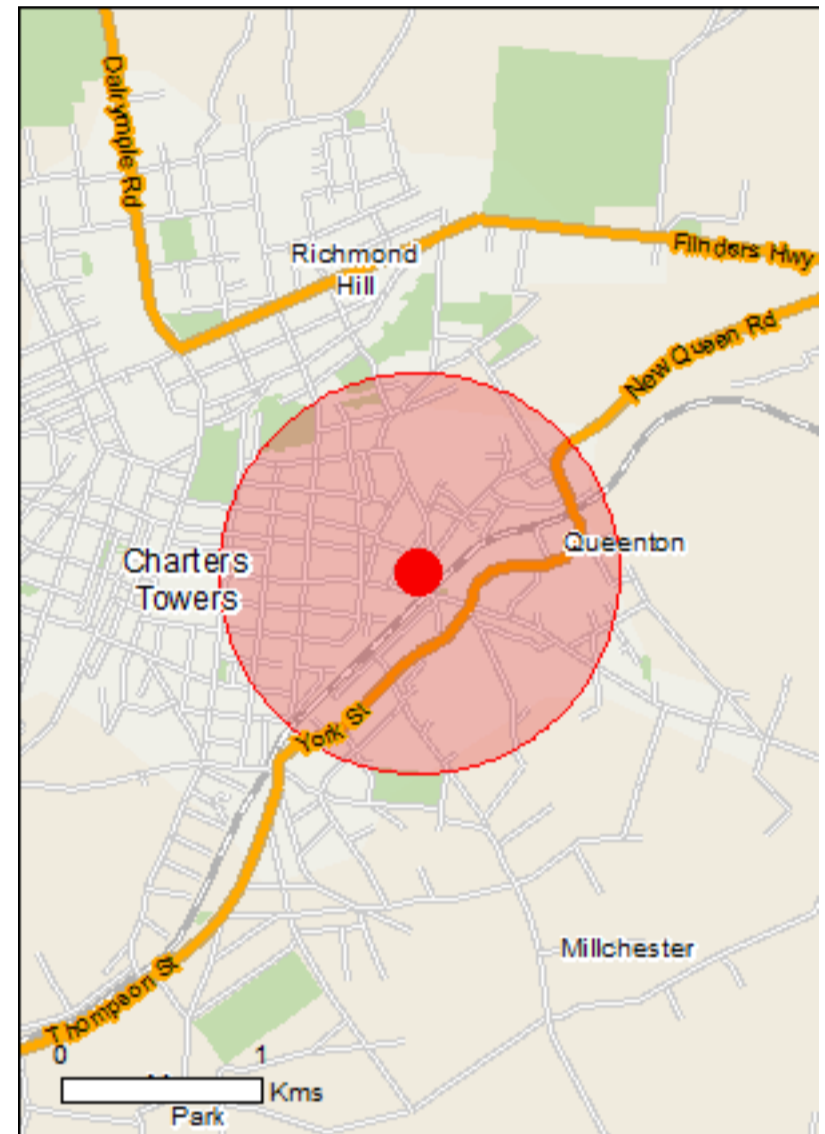 Dalrymple Rd
Richmond
Hill
Flinders Hwy
New Queen Rd
Queenton
Charters
Towers
York St
Millchester
Thompson St
0 1
Kms
Park